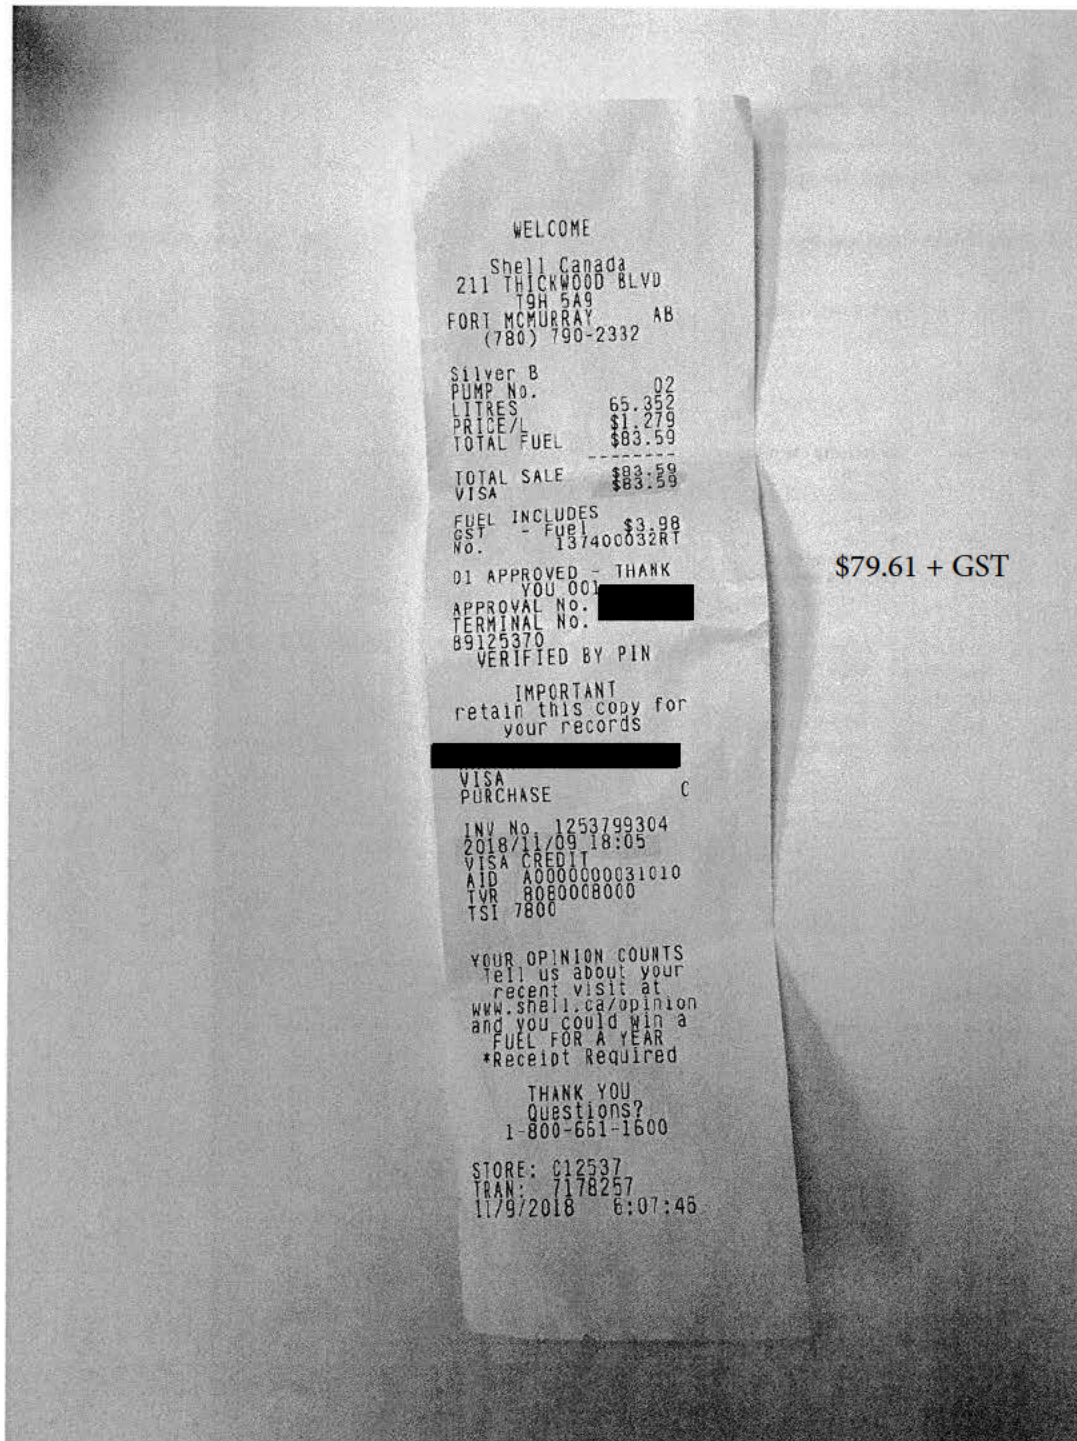 WELCOME
Shell Canada
211 THICKWOOD BLVD
T9H 5A9
FORT MCMURRAY AB
(780) 790-2332
Silver B
PUMP No. 02
LITRES 65.352
PRICE/L $1.279
TOTAL FUEL $83.59
---------
TOTAL SALE $83.59
VISA $83.59
FUEL INCLUDES
GST - Fuel $3.98
No. 137400032RT
$79.61 + GST
01 APPROVED - THANK
YOU 001
APPROVAL No.
TERMINAL No.
89125370
VERIFIED BY PIN
IMPORTANT
retain this copy for
your records
VISA
PURCHASE C
INV No. 1253799304
2018/11/09 18:05
VISA CREDIT
AID A0000000031010
TVR 8080008000
TSI 7800
YOUR OPINION COUNTS
Tell us about your
recent visit at
www.shell.ca/opinion
and you could win a
FUEL FOR A YEAR
*Receipt Required
THANK YOU
Questions?
1-800-661-1600
STORE: C12537
TRAN: 7178257
11/9/2018 6:07:46